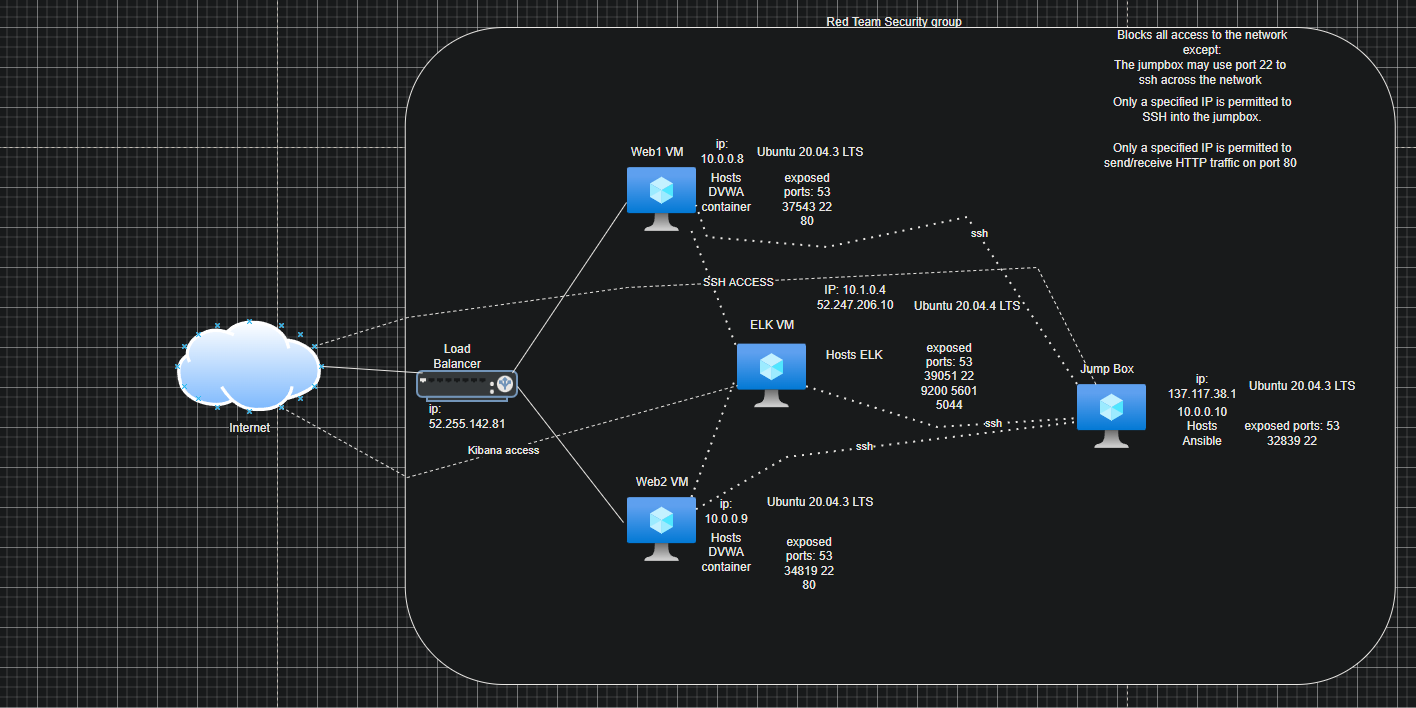 Red Team Security group
Blocks all access to the network
except:
The jumpbox may use port 22 to
ssh across the network
Only a specified IP is permitted to
SSH into the jumpbox.
Only a specified IP is permitted to
send/receive HTTP traffic on port 80
Web1 VM
ip:
10.0.0.8
Ubuntu 20.04.3 LTS
Hosts
DVWA
container
exposed
ports: 53
37543 22
80
ssh
SSH ACCESS
IP: 10.1.0.4
52.247.206.10
Ubuntu 20.04.4 LTS
ELK VM
Hosts ELK
exposed
ports: 53
39051 22
9200 5601
5044
Load
Balancer
ip:
52.255.142.81
Internet
Jump Box
ip:
137.117.38.1
10.0.0.10
Hosts
Ansible
Ubuntu 20.04.3 LTS
exposed ports: 53
32839 22
ssh
ssh
Kibana access
Web2 VM
ip:
10.0.0.9
Ubuntu 20.04.3 LTS
Hosts
DVWA
container
exposed
ports: 53
34819 22
80